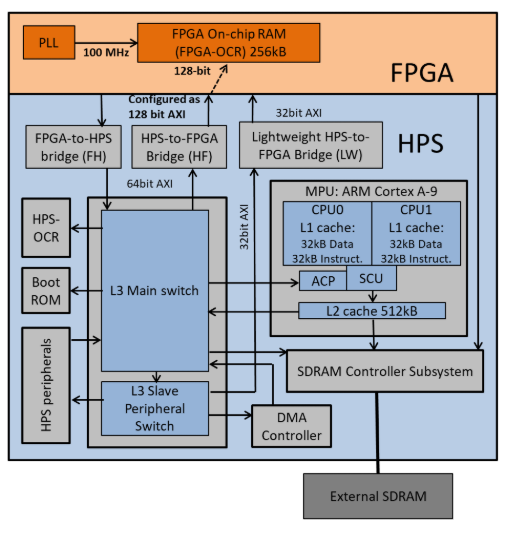 PLL
100 MHz
FPGA On-chip RAM
(FPGA-OCR) 256kB
128-bit
FPGA
Configured as
128 bit AXI
32bit AXI
FPGA-to-HPS
bridge (FH)
HPS-to-FPGA
Bridge (HF)
Lightweight HPS-to-
FPGA Bridge (LW)
HPS
64bit AXI
32bit AXI
MPU: ARM Cortex A-9
CPU0
L1 cache:
32kB Data
32kB Instruct.
CPU1
L1 cache:
32kB Data
32kB Instruct.
ACP
SCU
L2 cache 512kB
HPS-
OCR
Boot
ROM
HPS peripherals
L3 Main switch
L3 Slave
Peripheral
Switch
DMA
Controller
SDRAM Controller Subsystem
External SDRAM